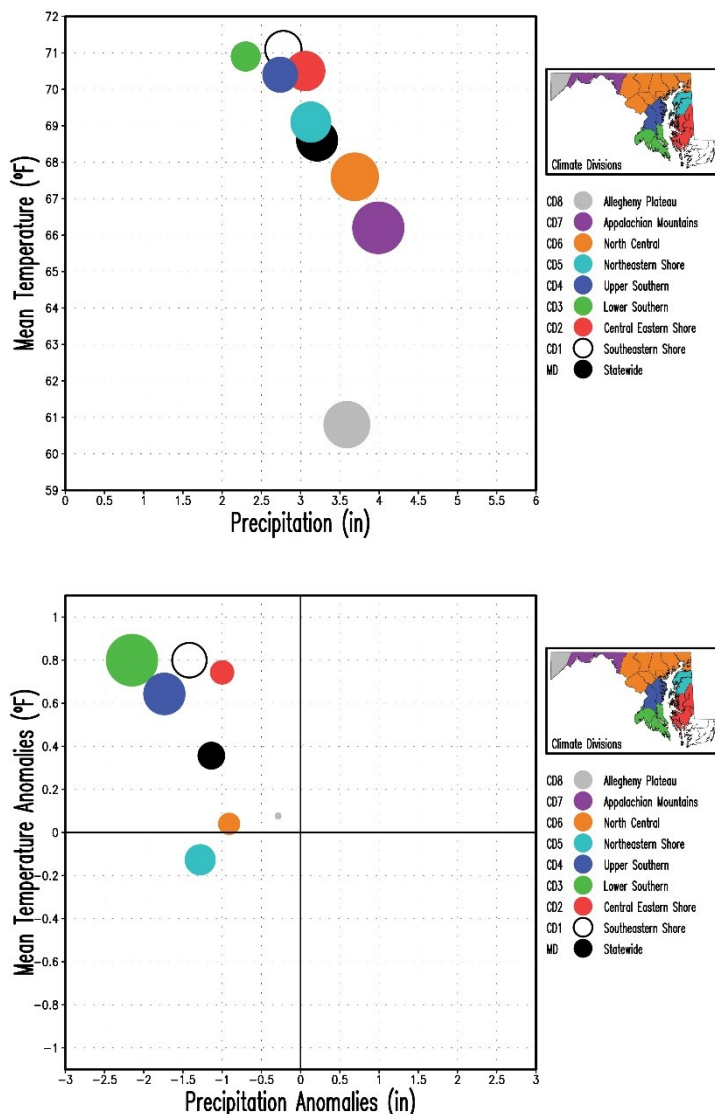 72
71
70
69
68
67
66
65
64
63
62
61
60
59
Mean Temperature (ºF)
0 0.5 1 1.5 2 2.5 3 3.5 4 4.5 5 5.5 6
Precipitation (in)
Climate Divisions
CD8 Allegheny Plateau
CD7 Appalachian Mountains
CD6 North Central
CD5 Northeastern Shore
CD4 Upper Southern
CD3 Lower Southern
CD2 Central Eastern Shore
CD1 Southeastern Shore
MD Statewide
1
0.8
0.6
0.4
0.2
0
-0.2
-0.4
-0.6
-0.8
-1
Mean Temperature Anomalies (ºF)
-3 -2.5 -2 -1.5 -1 -0.5 0 0.5 1 1.5 2 2.5 3
Precipitation Anomalies (in)
Climate Divisions
CD8 Allegheny Plateau
CD7 Appalachian Mountains
CD6 North Central
CD5 Northeastern Shore
CD4 Upper Southern
CD3 Lower Southern
CD2 Central Eastern Shore
CD1 Southeastern Shore
MD Statewide